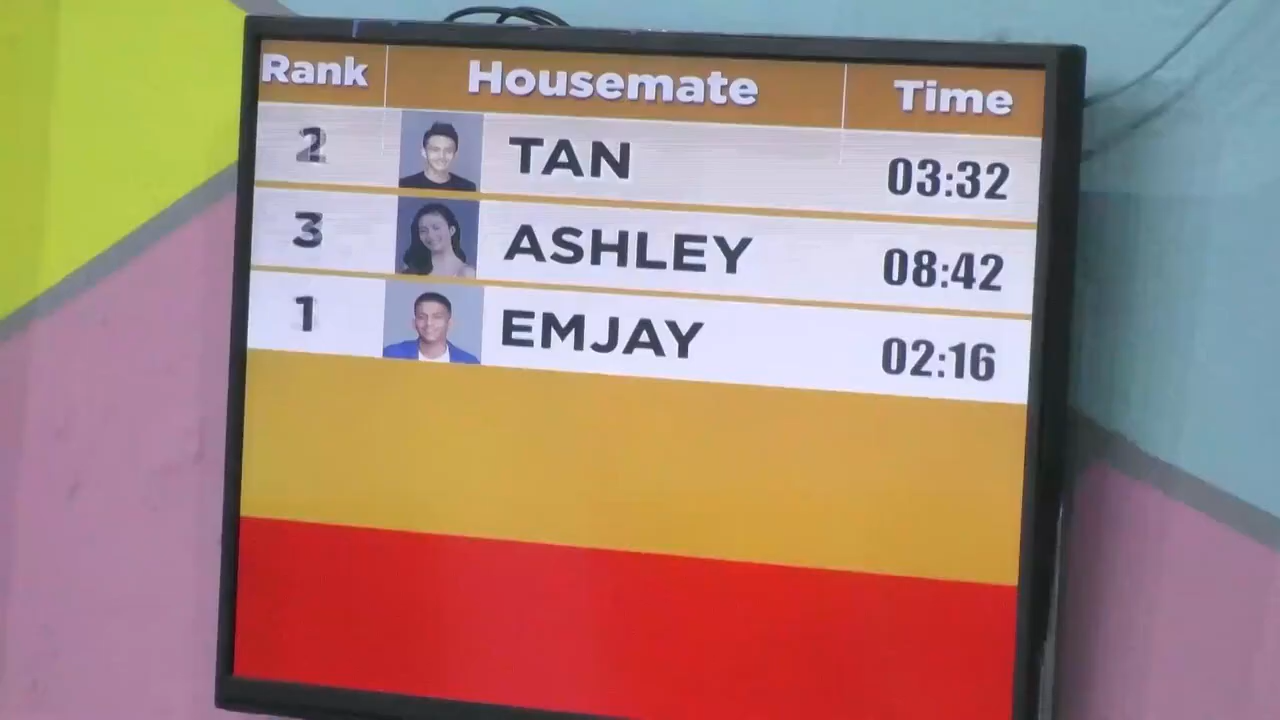 Rank Housemate Time
2 TAN 03:32
3 ASHLEY 08:42
1 EMJAY 02:16